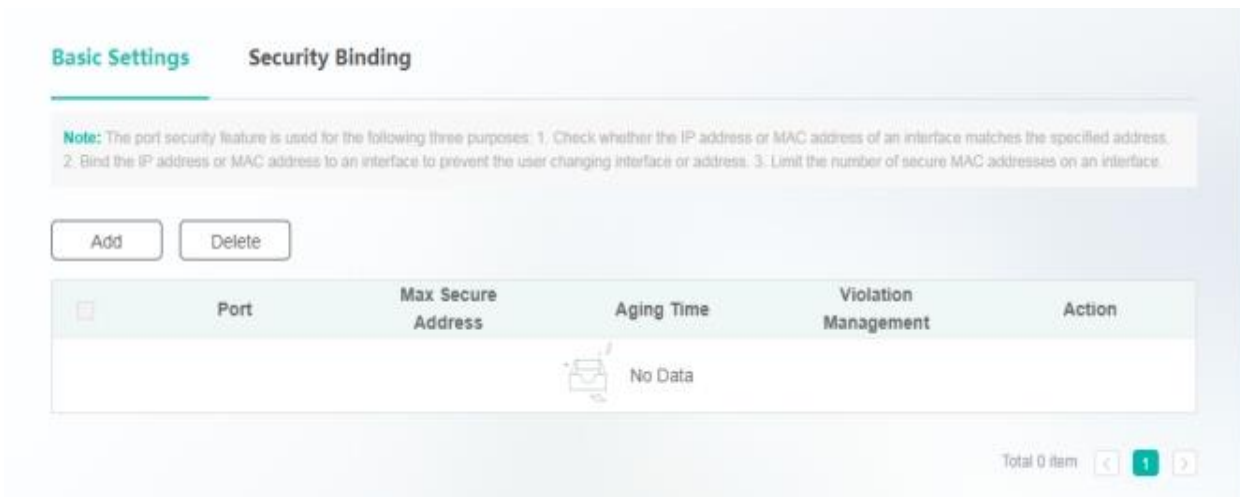 Basic Settings Security Binding
Note: The port security feature is used for the following three purposes: 1. Check whether the IP address or MAC address of an interface matches the specified address.
2. Bind the IP address or MAC address to an interface to prevent the user changing interface or address. 3. Limit the number of secure MAC addresses on an interface.
Add Delete
Port Max Secure Address Aging Time Violation Management Action
No Data
Total 0 item < 1 >